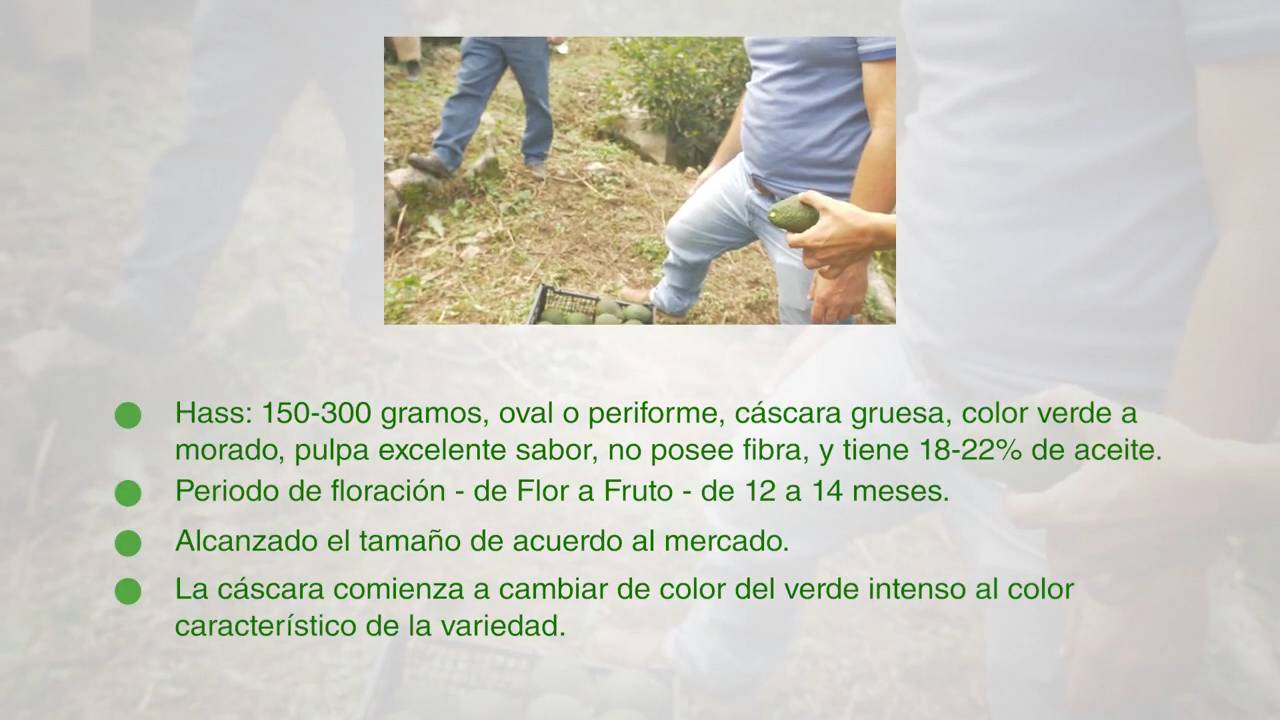 Hass: 150-300 gramos, oval o periforme, cáscara gruesa, color verde a
morado, pulpa excelente sabor, no posee fibra, y tiene 18-22% de aceite.
Periodo de floración - de Flor a Fruto - de 12 a 14 meses.
Alcanzado el tamaño de acuerdo al mercado.
La cáscara comienza a cambiar de color del verde intenso al color
característico de la variedad.